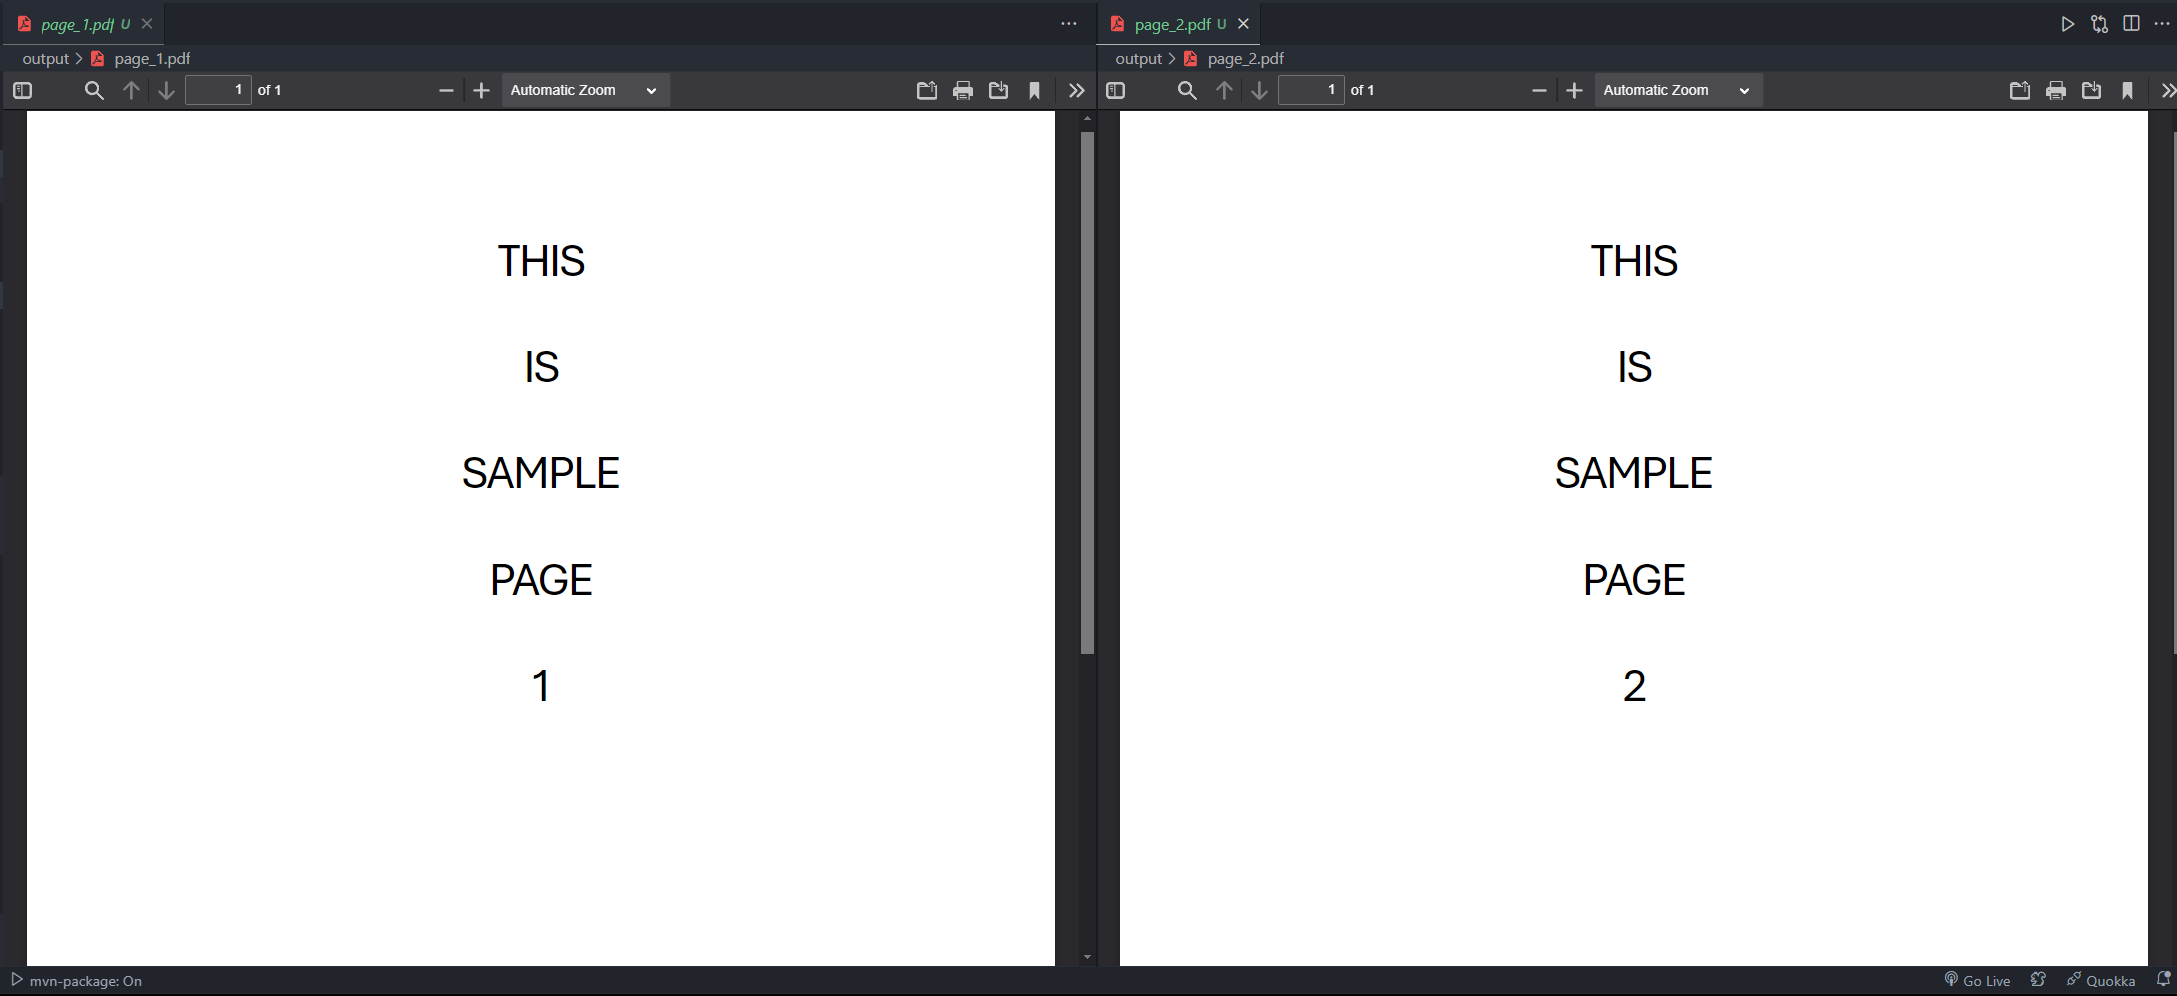 page_1.pdf U
output > page_1.pdf
1 of 1
Automatic Zoom
THIS
IS
SAMPLE
PAGE
1
page_2.pdf U
output > page_2.pdf
1 of 1
Automatic Zoom
THIS
IS
SAMPLE
PAGE
2
mvn-package: On
Go Live
Quokka